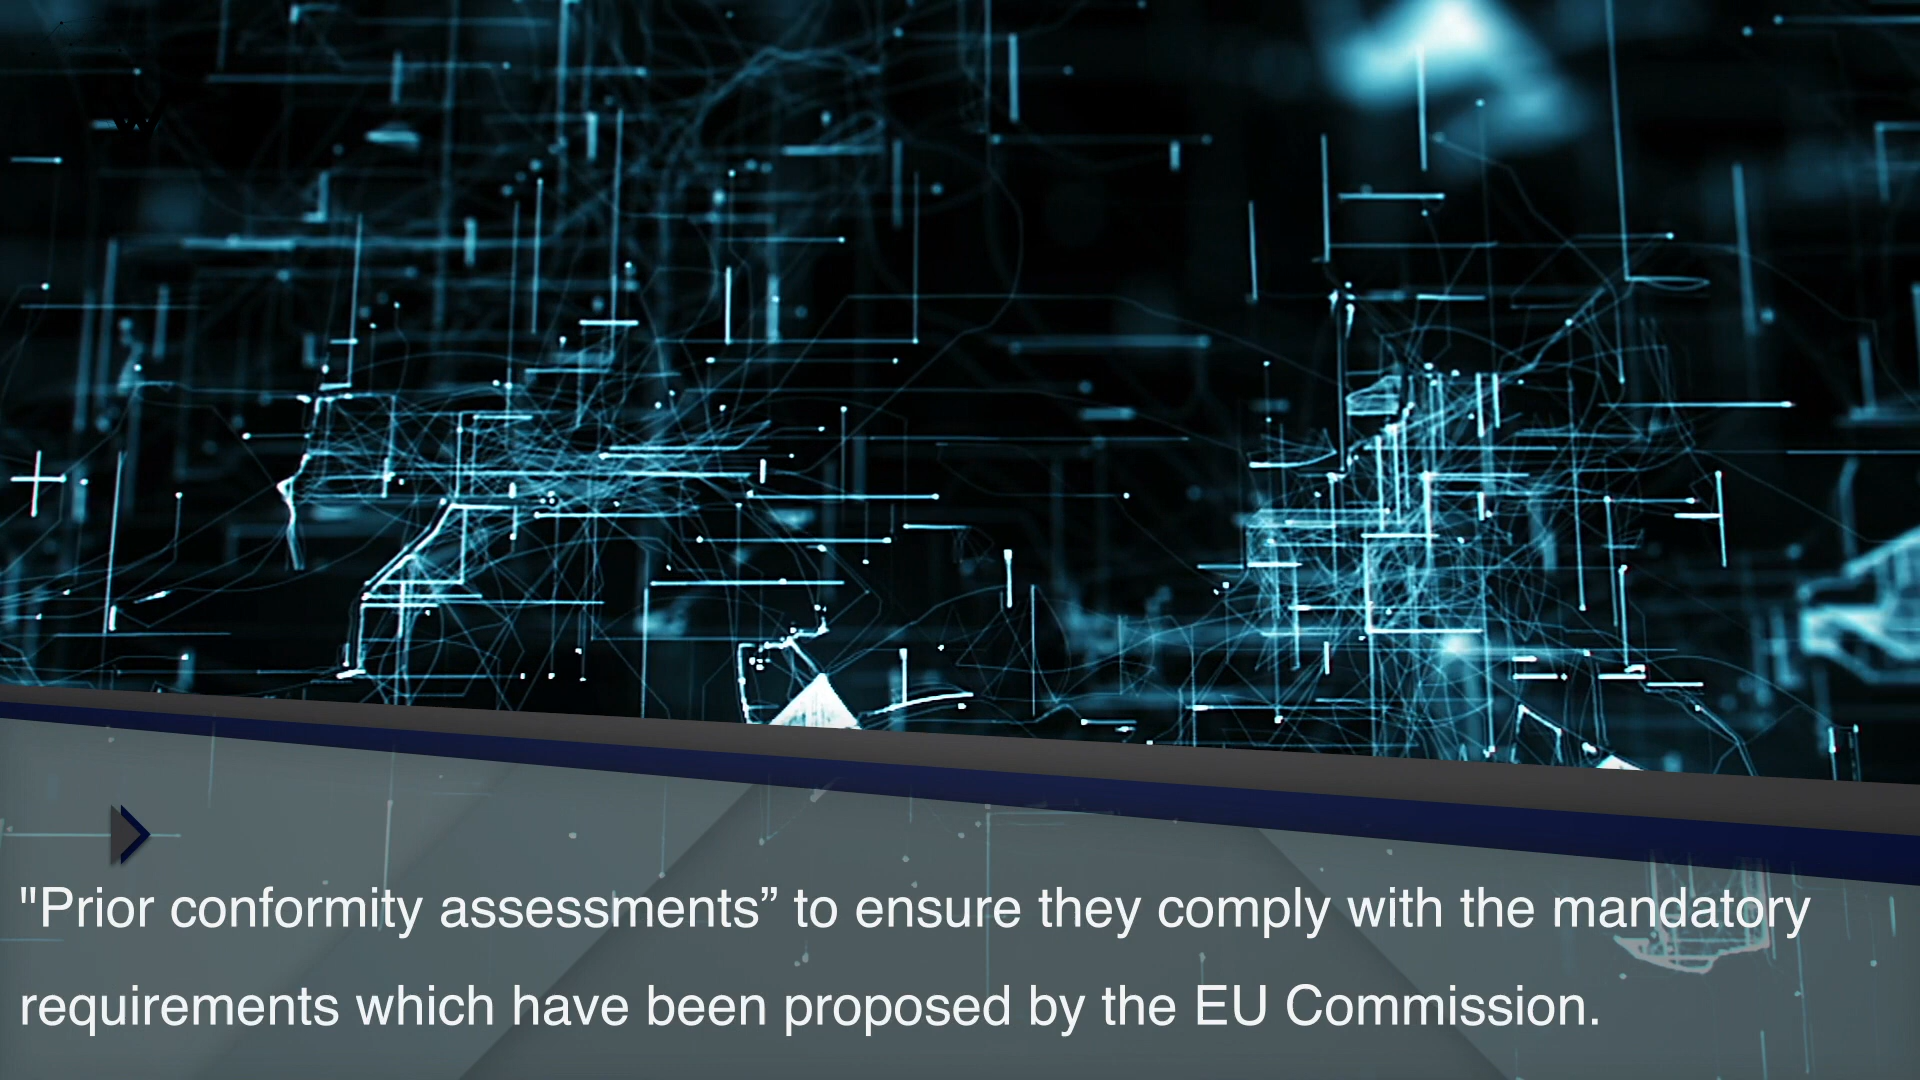 "Prior conformity assessments” to ensure they comply with the mandatory
requirements which have been proposed by the EU Commission.